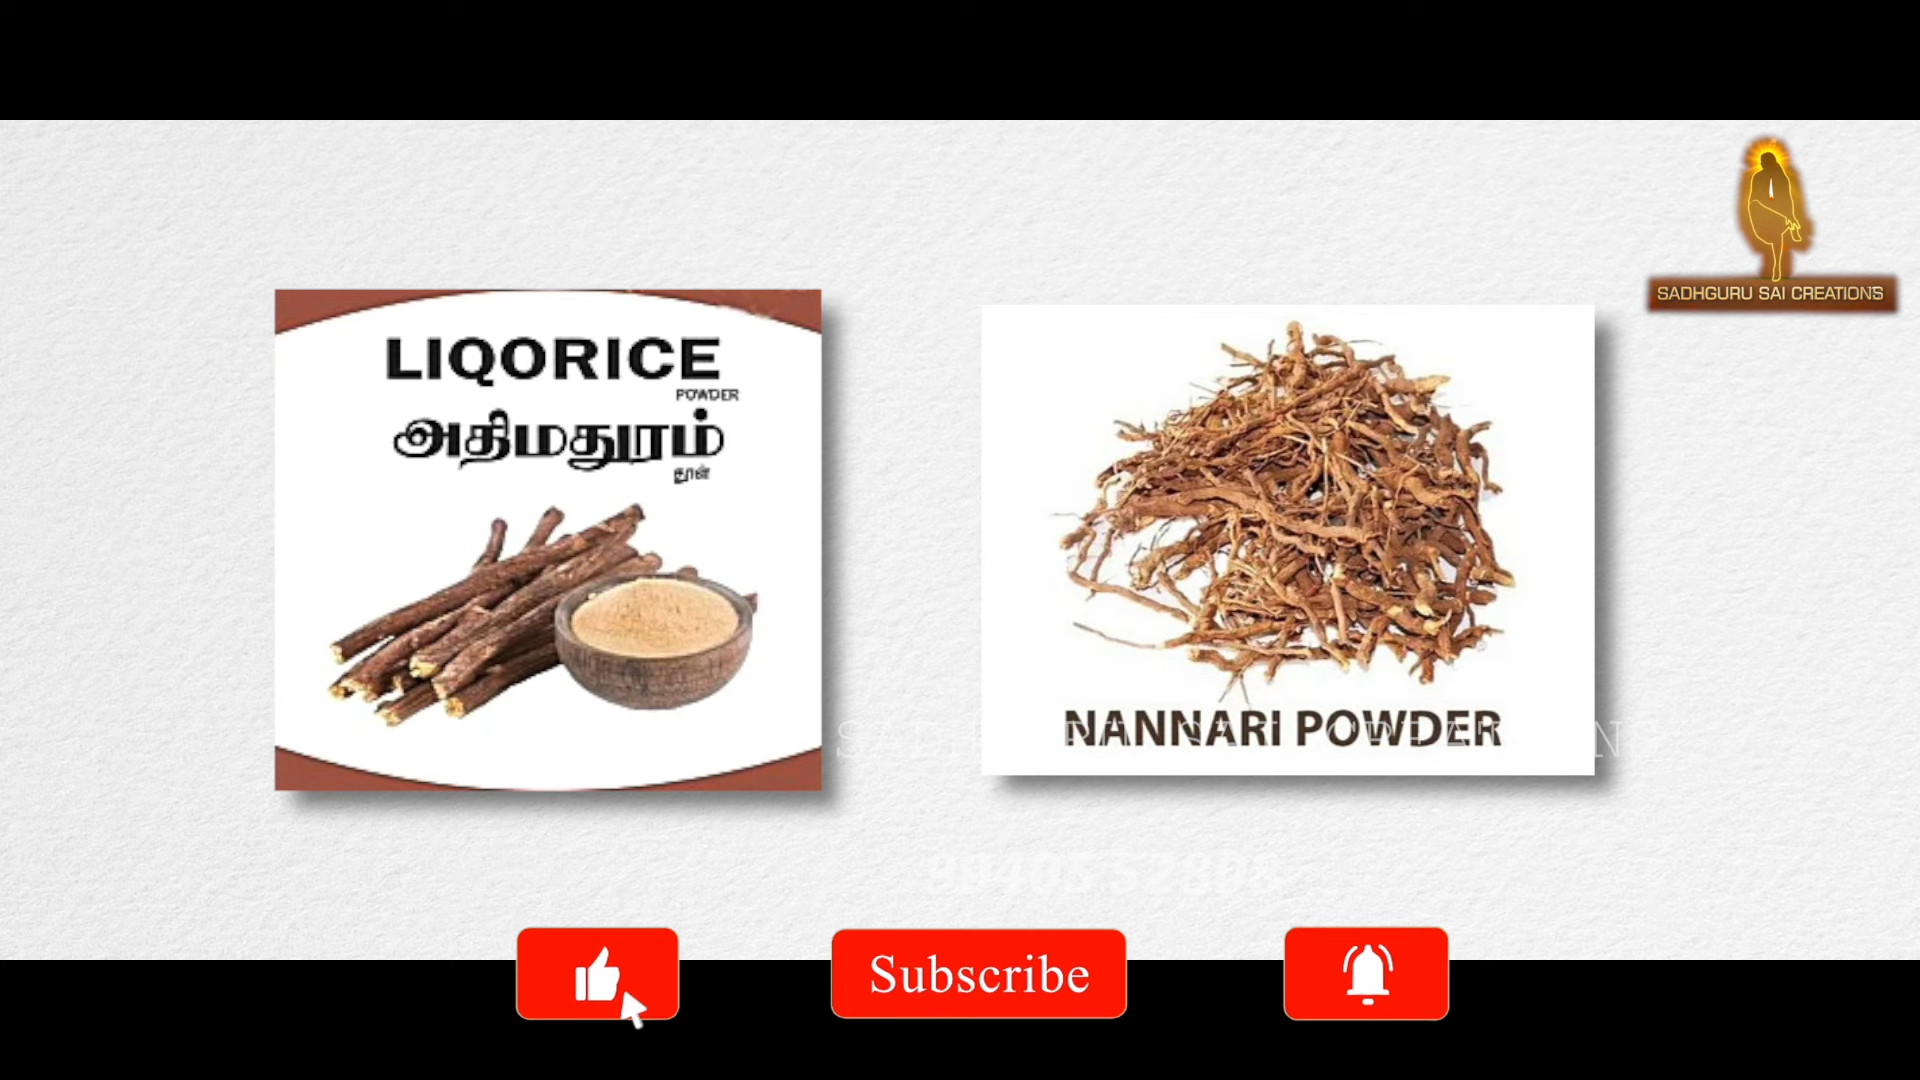 SADHGURU SAI CREATIONS
LIQORICE
POWDER
அதிமதுரம்
தூள்
NANNARI POWDER
Subscribe